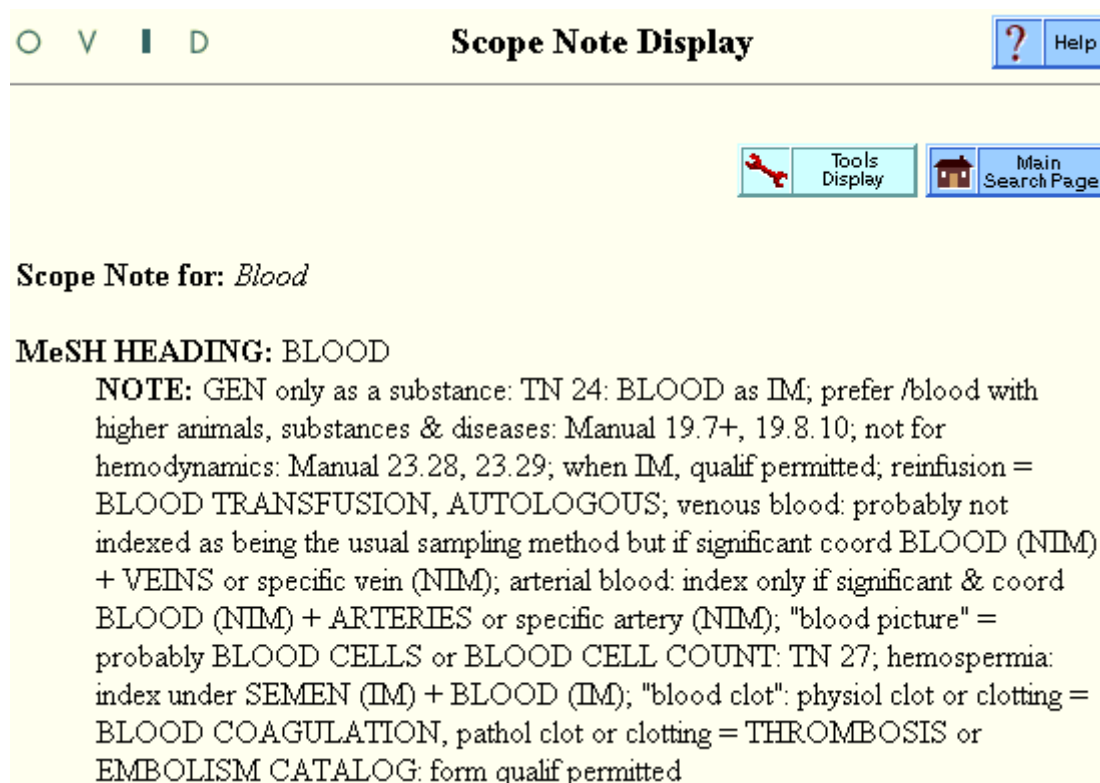 O V I D Scope Note Display ? Help
Tools
Display
Main
Search Page
Scope Note for: Blood
MeSH HEADING: BLOOD
NOTE: GEN only as a substance: TN 24: BLOOD as IM; prefer /blood with
higher animals, substances & diseases: Manual 19.7+, 19.8.10; not for
hemodynamics: Manual 23.28, 23.29; when IM, qualif permitted; reinfusion =
BLOOD TRANSFUSION, AUTOLOGOUS; venous blood: probably not
indexed as being the usual sampling method but if significant coord BLOOD (NIM)
+ VEINS or specific vein (NIM); arterial blood: index only if significant & coord
BLOOD (NIM) + ARTERIES or specific artery (NIM); "blood picture" =
probably BLOOD CELLS or BLOOD CELL COUNT: TN 27; hemospermia:
index under SEMEN (IM) + BLOOD (IM); "blood clot": physiol clot or clotting =
BLOOD COAGULATION, pathol clot or clotting = THROMBOSIS or
EMBOLISM CATALOG: form qualif permitted